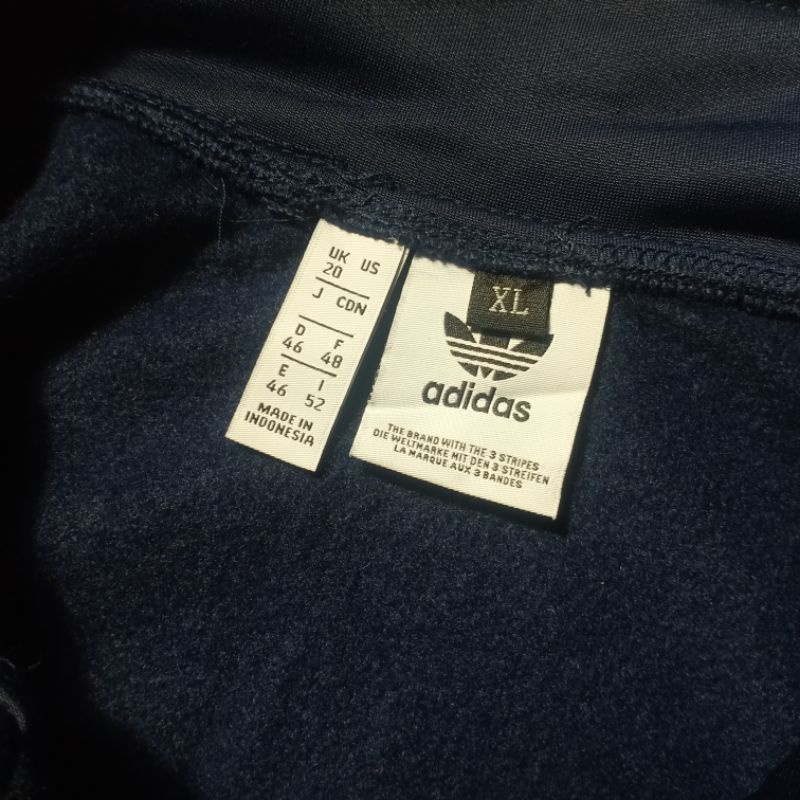 UK US
20
J CDN
D F
46 48
E I
46 52
MADE IN
INDONESIA
XL
adidas
THE BRAND WITH THE 3 STRIPES
DIE WELTMARKE MIT DEN 3 STREIFEN
LA MARQUE AUX 3 BANDES